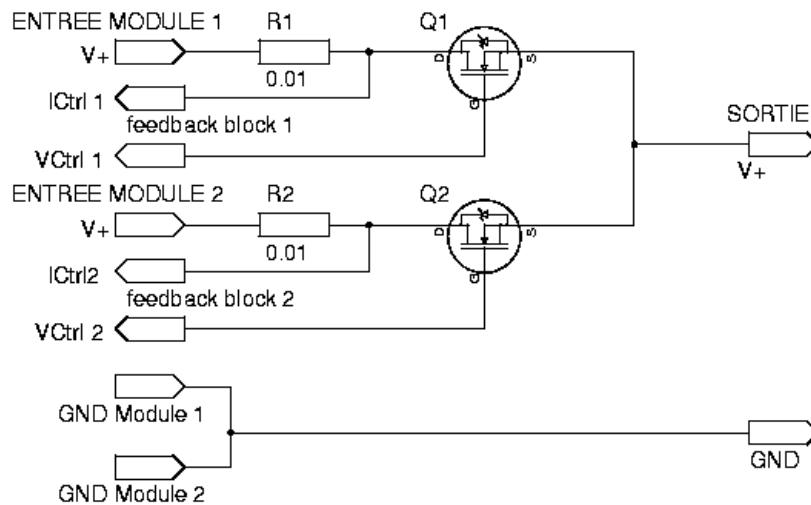 ENTREE MODULE 1
R1
Q1
V+
0.01
D
S
G
ICtrl 1
feedback block 1
VCtrl 1
SORTIE
V+
ENTREE MODULE 2
R2
Q2
V+
0.01
D
S
G
ICtrl2
feedback block 2
VCtrl 2
GND Module 1
GND Module 2
GND